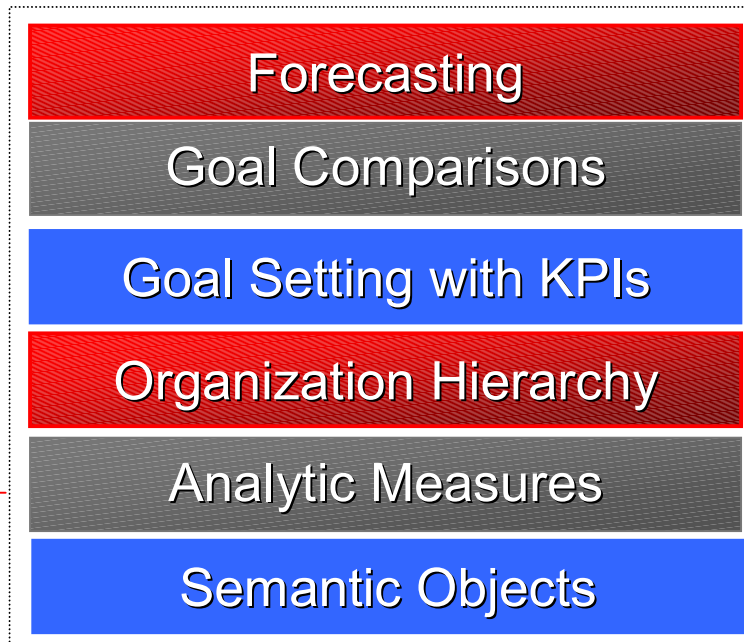 Forecasting
Goal Comparisons
Goal Setting with KPIs
Organization Hierarchy
Analytic Measures
Semantic Objects